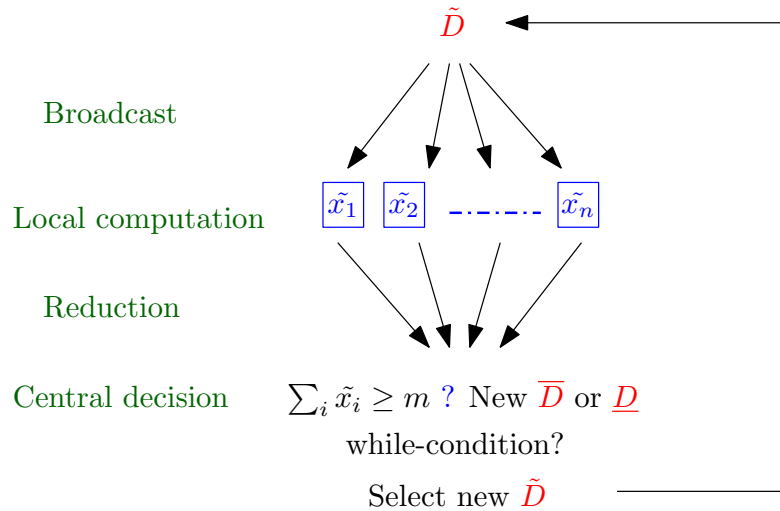 D̃
Broadcast
Local computation x̃₁ x̃₂ x̃ₙ
Reduction
Central decision ∑ᵢ x̃ᵢ ≥ m ? New D̅ or D̲
while-condition?
Select new D̃